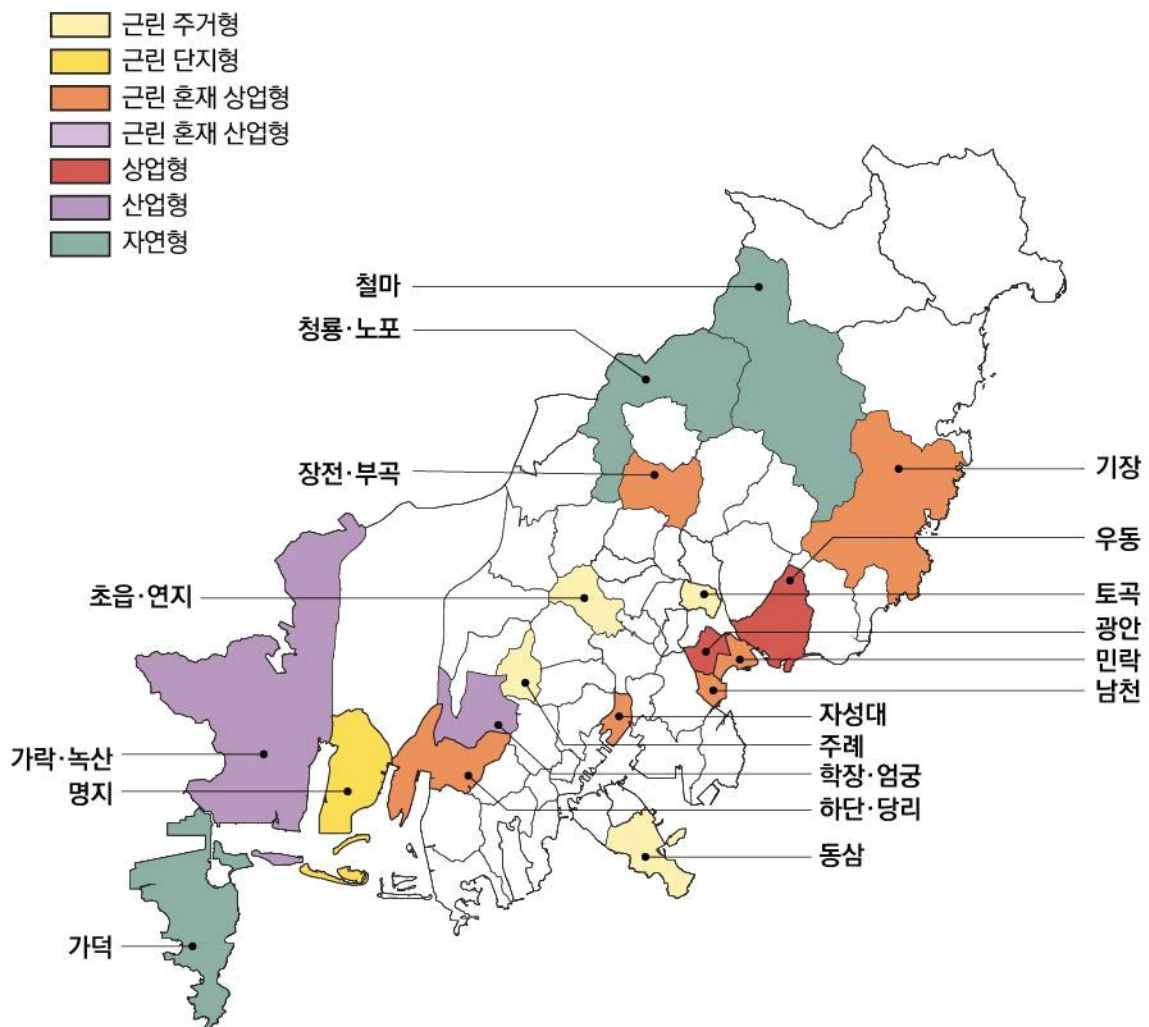 근린 주거형
근린 단지형
근린 혼재 상업형
근린 혼재 산업형
상업형
산업형
자연형
철마
청룡·노포
장전·부곡
기장
우동
초읍·연지
토곡
광안
민락
남천
자성대
주례
가락·녹산
학장·엄궁
명지
하단·당리
동삼
가덕